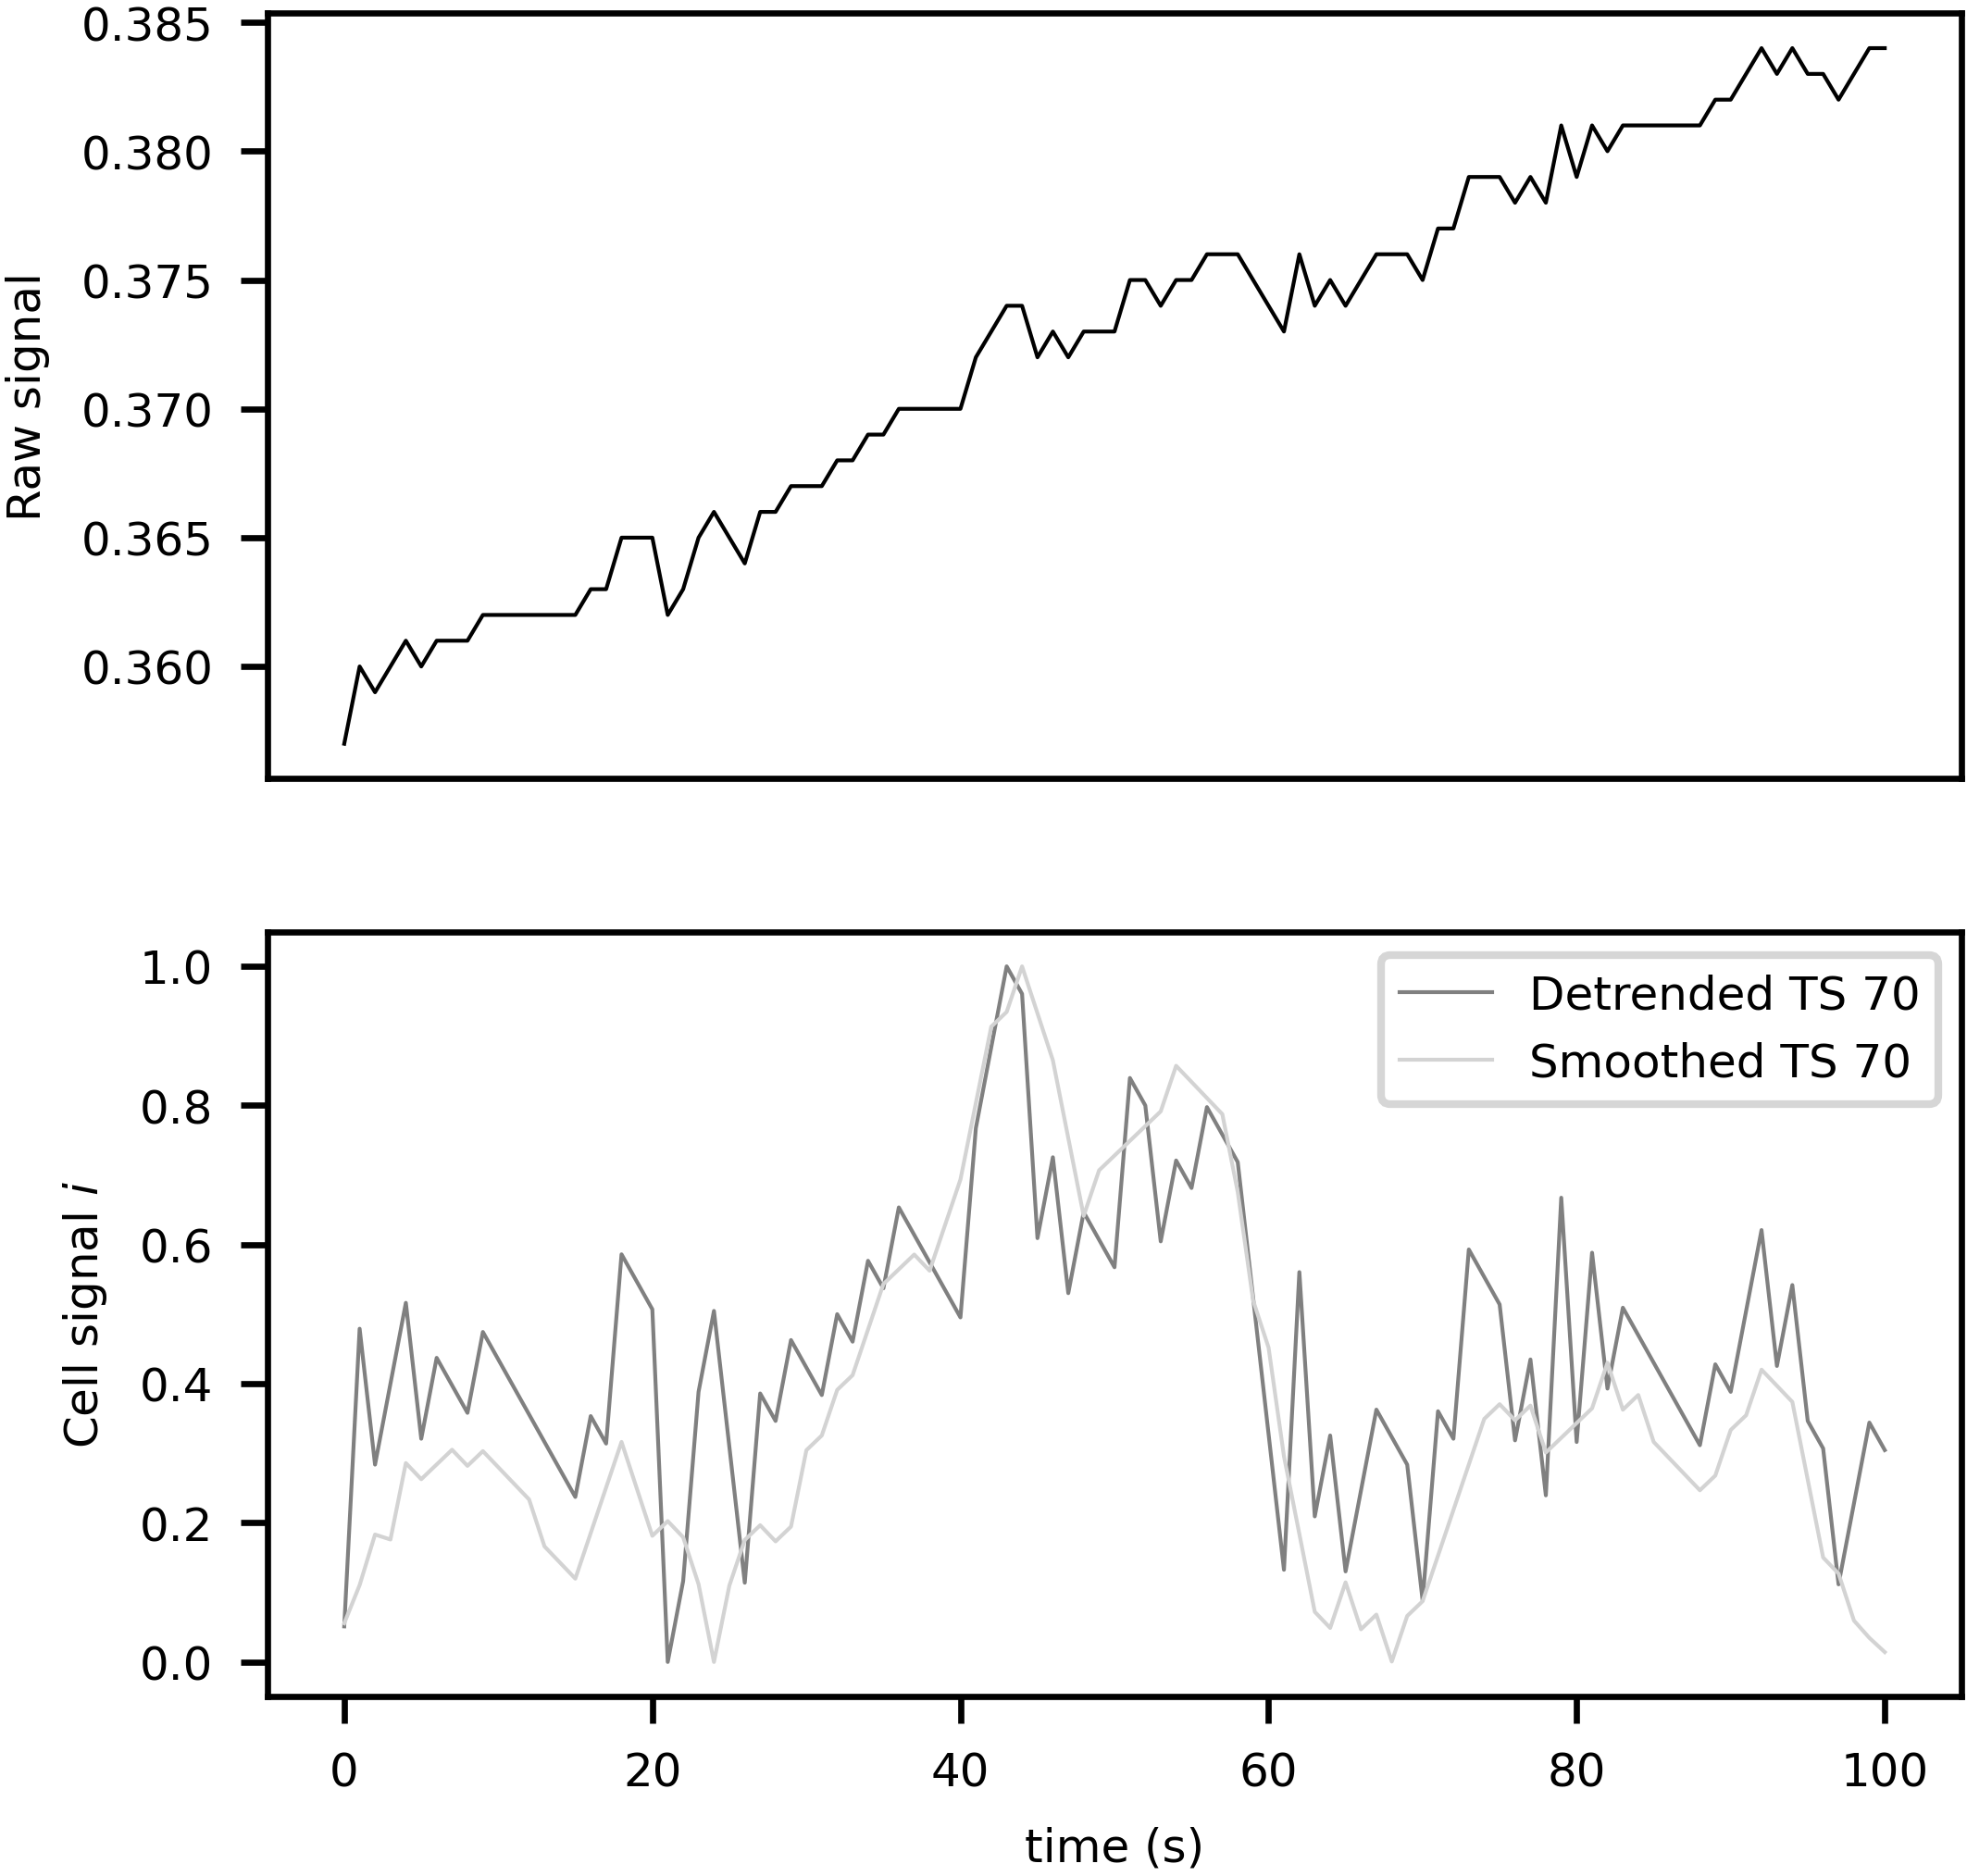 Raw signal
0.385
0.380
0.375
0.370
0.365
0.360
Cell signal i
1.0
0.8
0.6
0.4
0.2
0.0
Detrended TS 70
Smoothed TS 70
0 20 40 60 80 100
time (s)